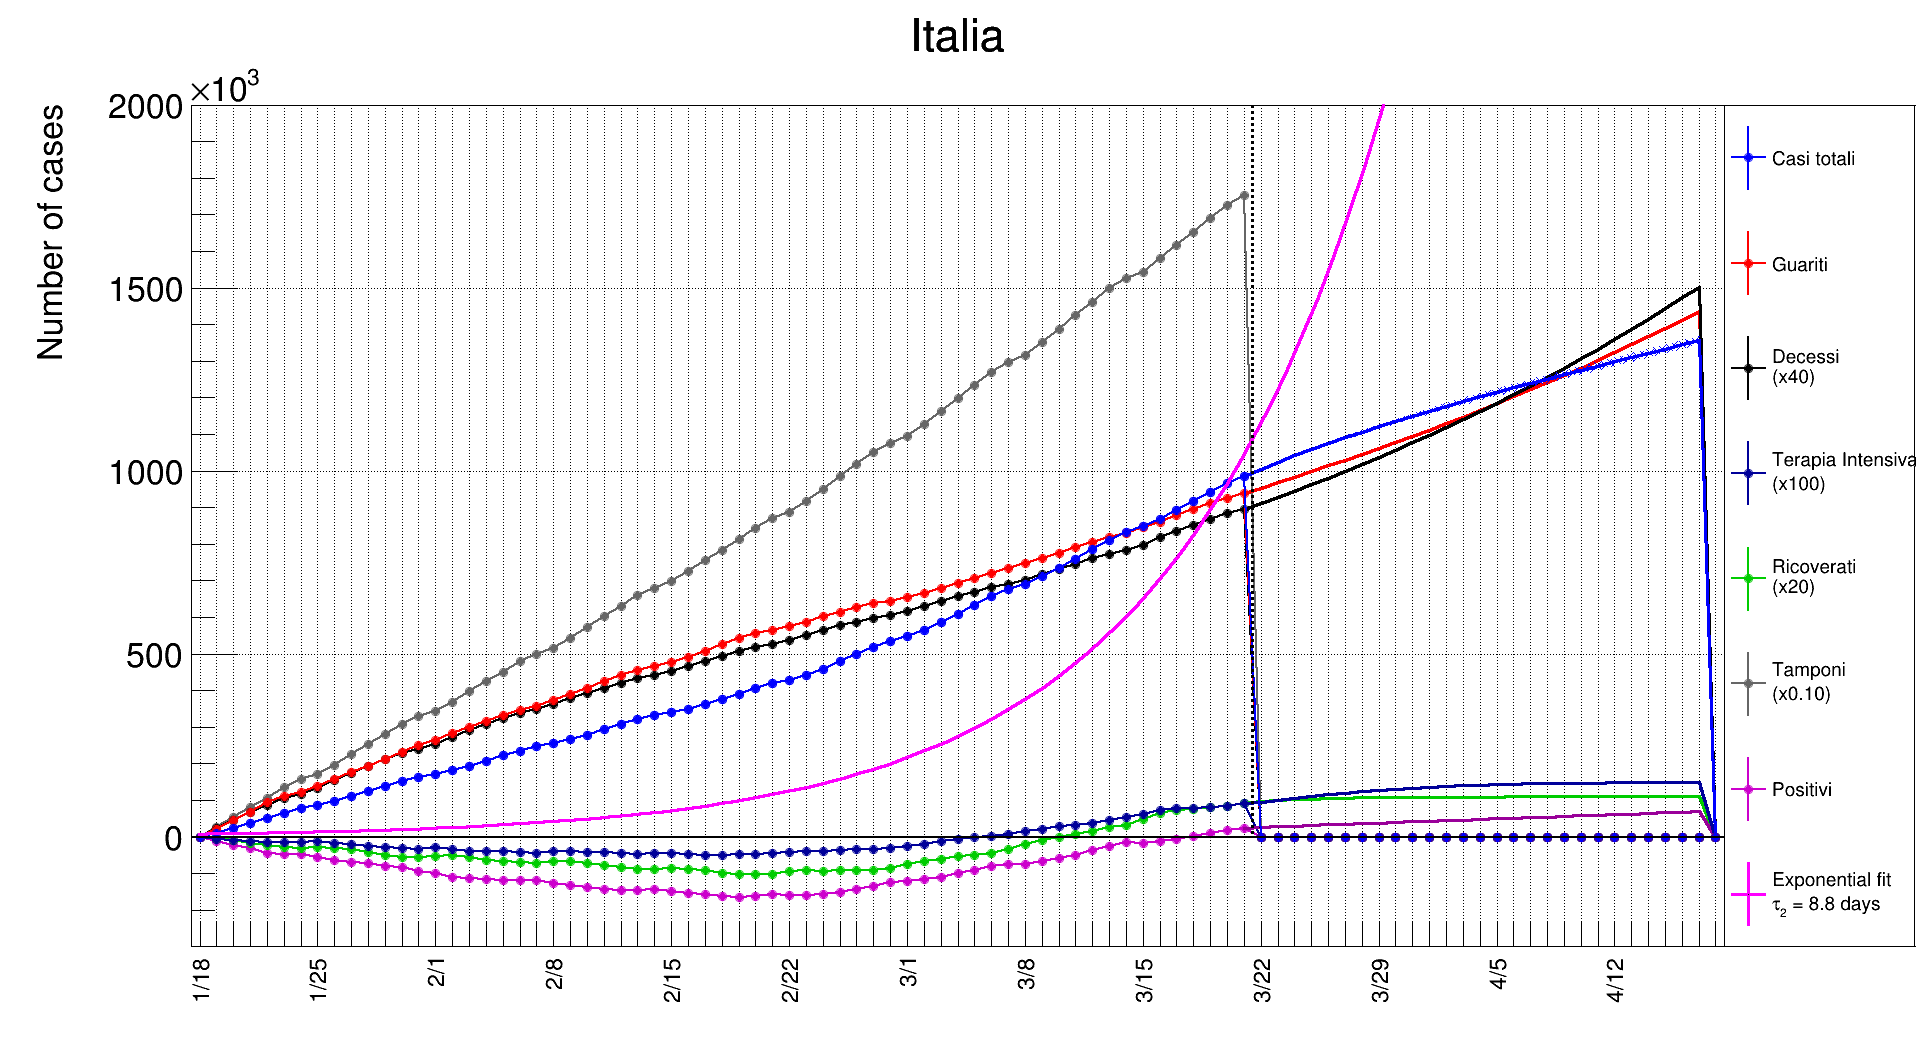 Italia
×10³
Number of cases
2000
1500
1000
500
0
1/18
1/25
2/1
2/8
2/15
2/22
3/1
3/8
3/15
3/22
3/29
4/5
4/12
Casi totali
Guariti
Decessi
(x40)
Terapia Intensiva
(x100)
Ricoverati
(x20)
Tamponi
(x0.10)
Positivi
Exponential fit
τ₂ = 8.8 days